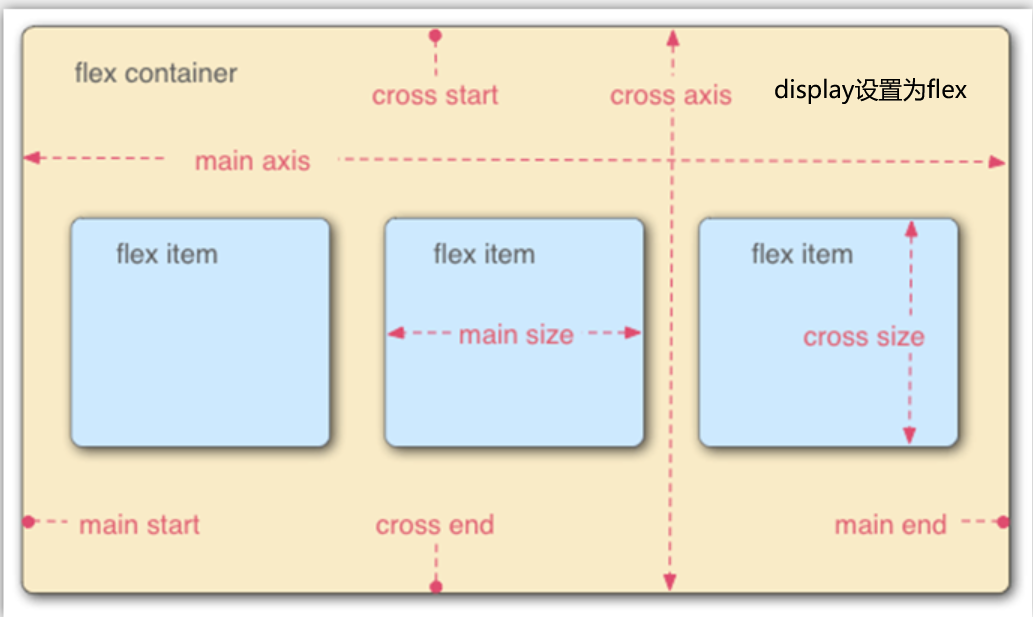 flex container
cross start
cross axis
display设置为flex
main axis
flex item
flex item
flex item
main size
cross size
main start
cross end
main end